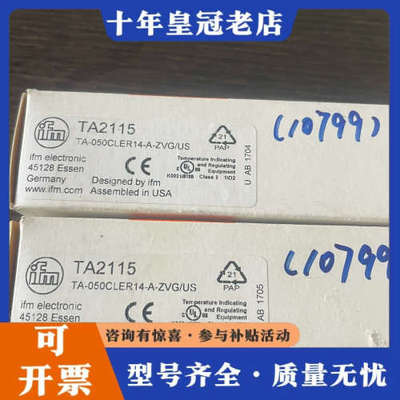 十年皇冠老店
ifm
ifm electronic
45128 Essen
Germany
www.ifm.com
TA2115
TA-050CLER14-A-ZVG/US
Designed by ifm
Assembled in USA
21
PAP
Temperature Indicating
and Regulating
Equipment
U. AB 1704
(10799)
ifm
ifm electronic
45128 Essen
TA2115
TA-050CLER14-A-ZVG/US
21
PAP
Temperature Indicating
and Regulating
AB 1705
(10799
可
开票
咨询有惊喜·参与补贴活动
型号齐全·质量无忧